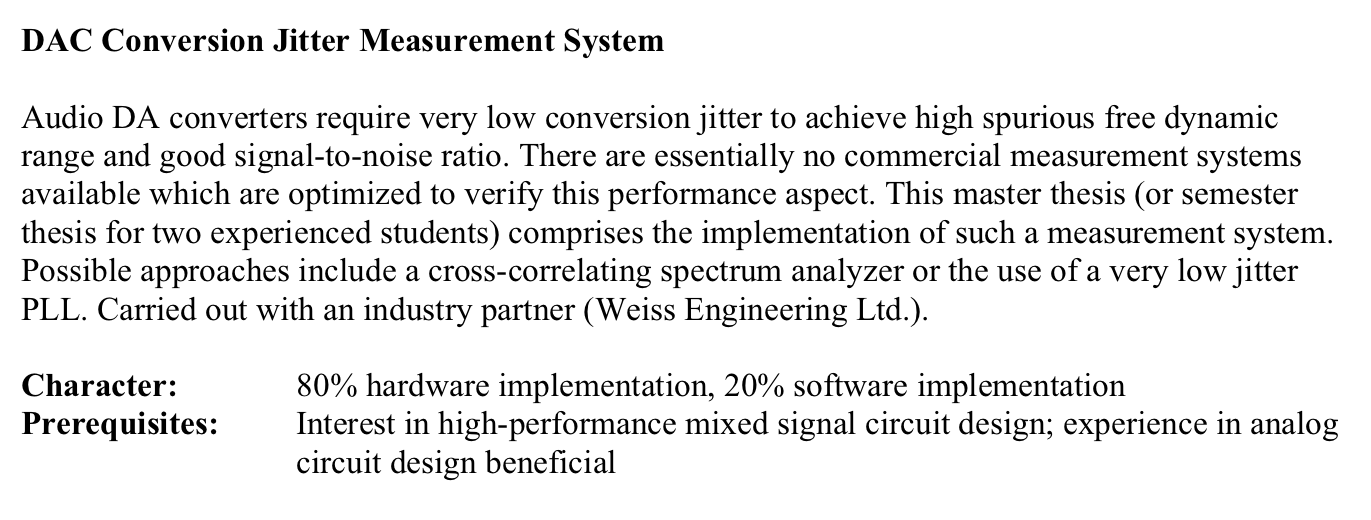 DAC Conversion Jitter Measurement System
Audio DA converters require very low conversion jitter to achieve high spurious free dynamic
range and good signal-to-noise ratio. There are essentially no commercial measurement systems
available which are optimized to verify this performance aspect. This master thesis (or semester
thesis for two experienced students) comprises the implementation of such a measurement system.
Possible approaches include a cross-correlating spectrum analyzer or the use of a very low jitter
PLL. Carried out with an industry partner (Weiss Engineering Ltd.).
Character: 80% hardware implementation, 20% software implementation
Prerequisites: Interest in high-performance mixed signal circuit design; experience in analog
circuit design beneficial